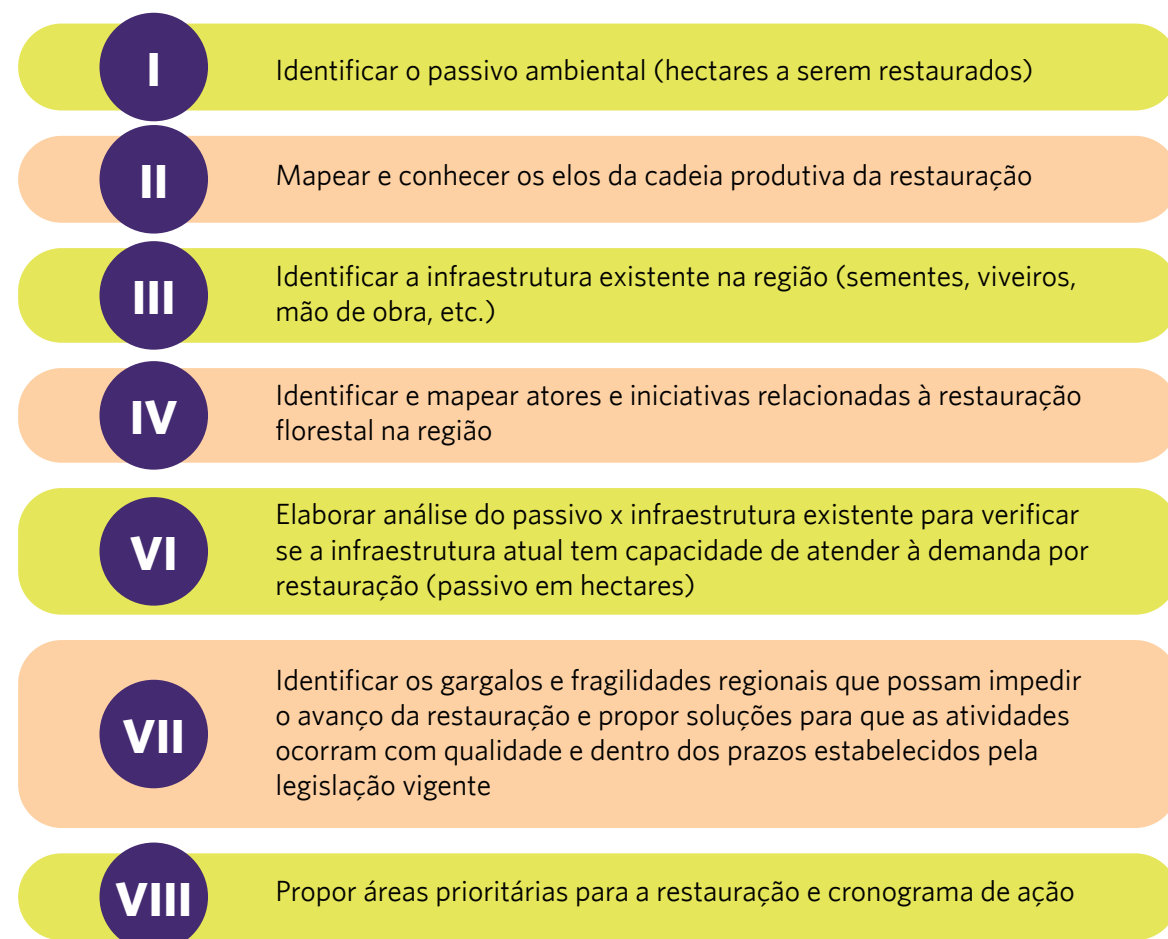 I
Identificar o passivo ambiental (hectares a serem restaurados)
II
Mapear e conhecer os elos da cadeia produtiva da restauração
III
Identificar a infraestrutura existente na região (sementes, viveiros,
mão de obra, etc.)
IV
Identificar e mapear atores e iniciativas relacionadas à restauração
florestal na região
VI
Elaborar análise do passivo x infraestrutura existente para verificar
se a infraestrutura atual tem capacidade de atender à demanda por
restauração (passivo em hectares)
VII
Identificar os gargalos e fragilidades regionais que possam impedir
o avanço da restauração e propor soluções para que as atividades
ocorram com qualidade e dentro dos prazos estabelecidos pela
legislação vigente
VIII
Propor áreas prioritárias para a restauração e cronograma de ação